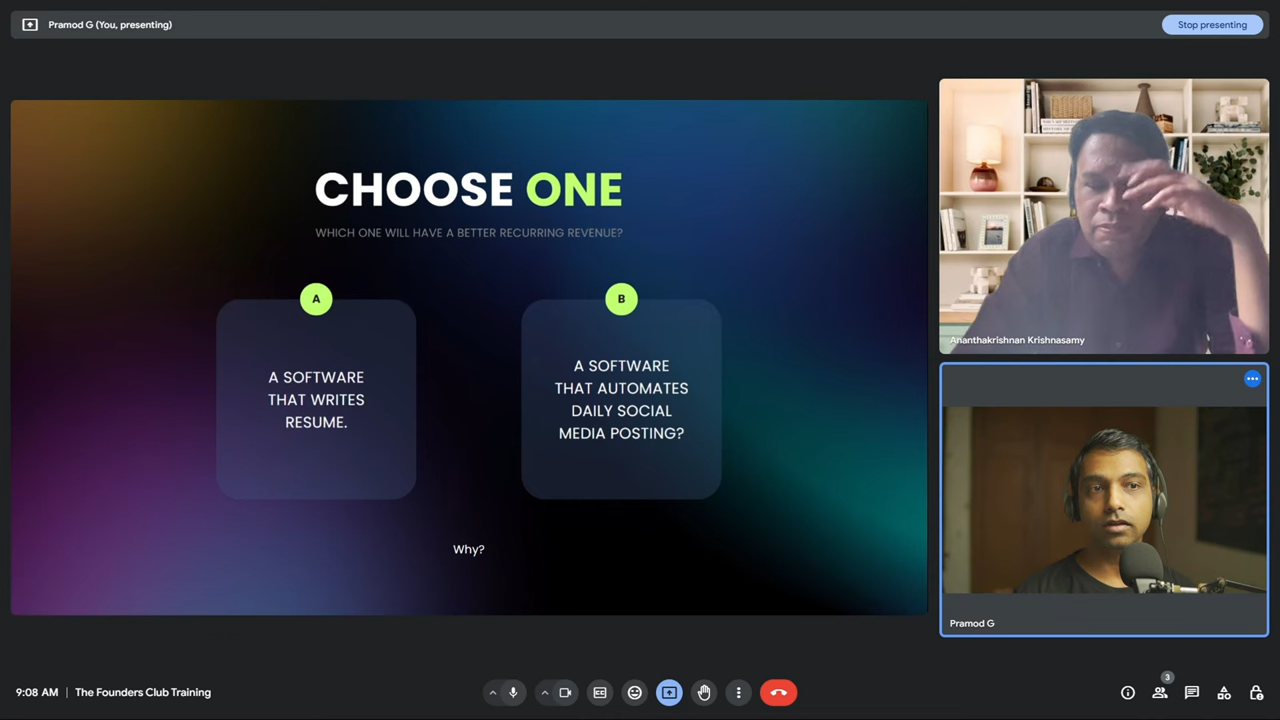 Pramod G (You, presenting)
Stop presenting
CHOOSE ONE
WHICH ONE WILL HAVE A BETTER RECURRING REVENUE?
A
A SOFTWARE
THAT WRITES
RESUME.
B
A SOFTWARE
THAT AUTOMATES
DAILY SOCIAL
MEDIA POSTING?
Why?
Ananthakrishnan Krishnasamy
Pramod G
9:08 AM | The Founders Club Training
3